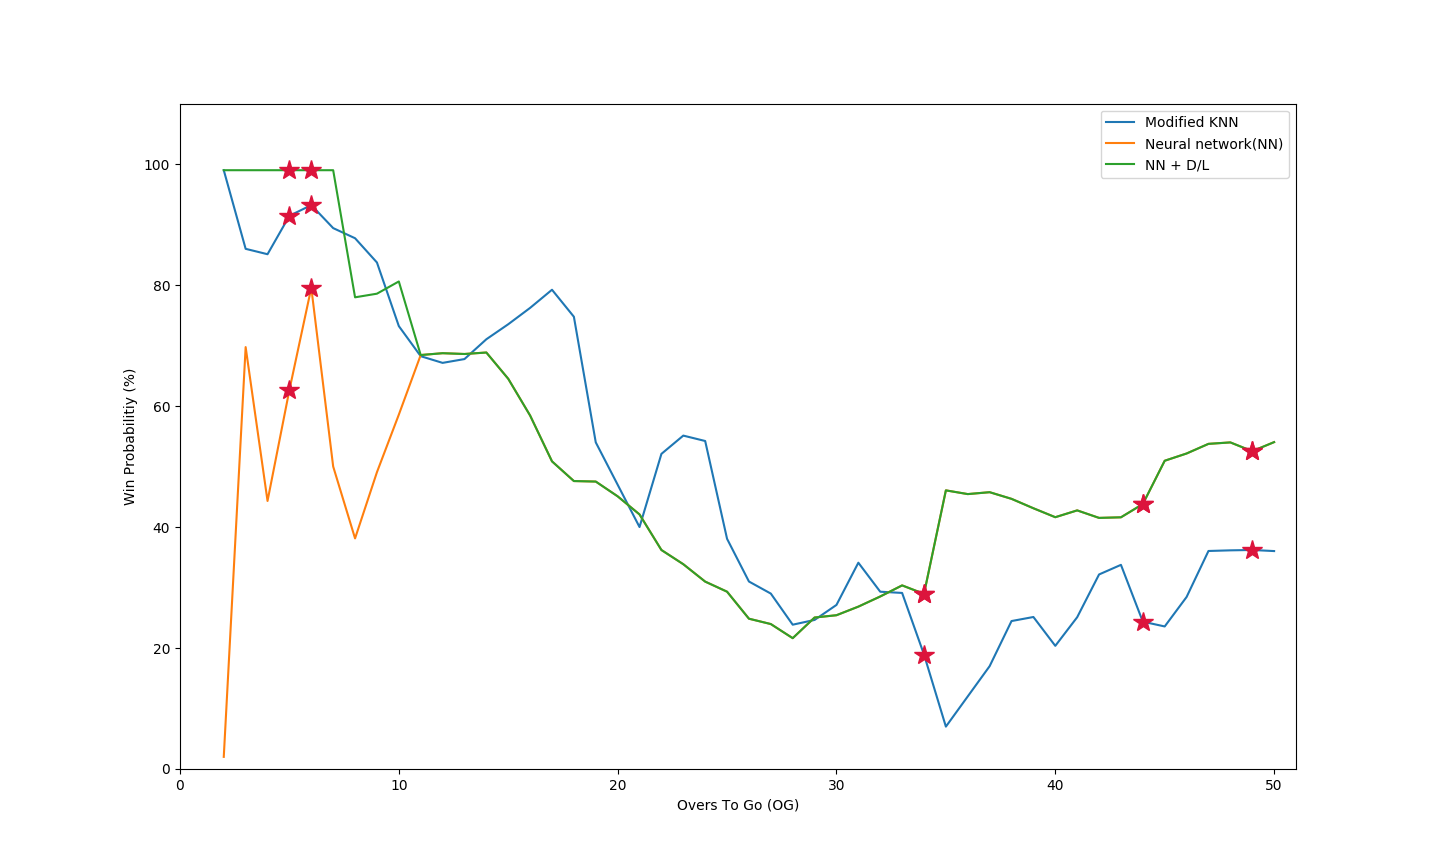 Modified KNN
Neural network(NN)
NN + D/L
100
80
60
40
20
0
Win Probabilitiy (%)
0 10 20 30 40 50
Overs To Go (OG)